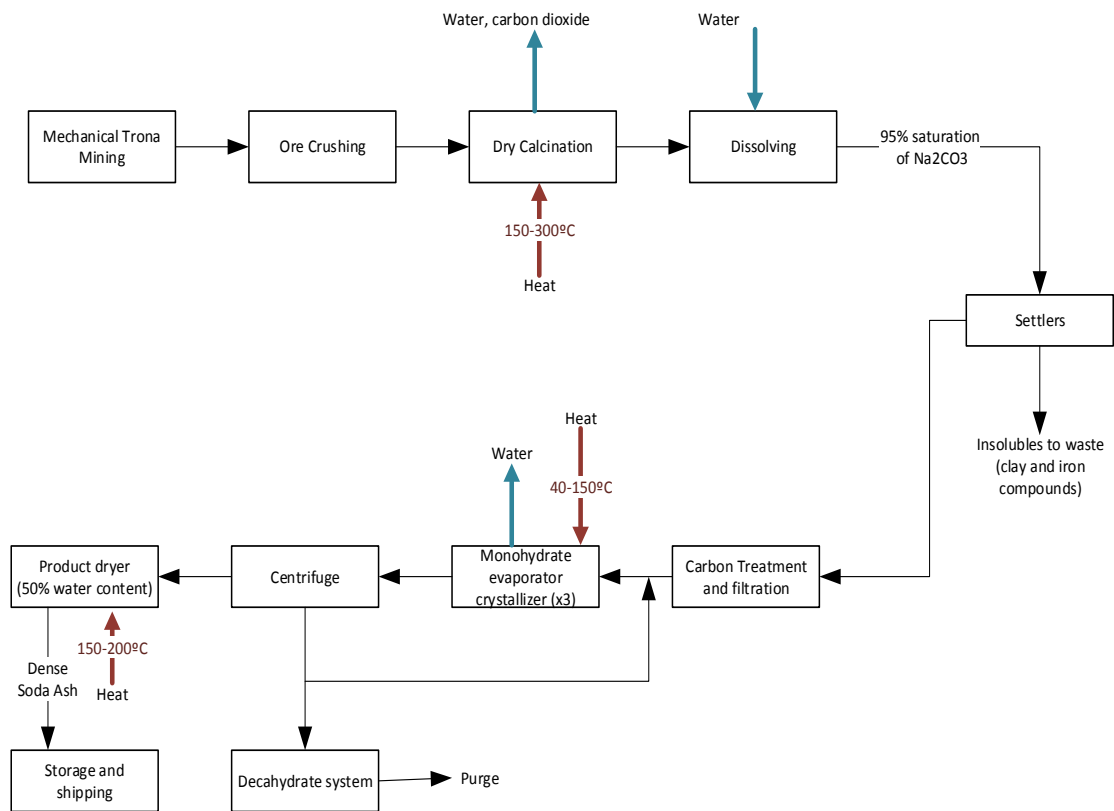 Water, carbon dioxide
Water
Mechanical Trona
Mining
Ore Crushing
Dry Calcination
Dissolving
95% saturation
of Na2CO3
150-300ºC
Heat
Settlers
Insolubles to waste
(clay and iron
compounds)
Heat
Water
40-150ºC
Product dryer
(50% water content)
Centrifuge
Monohydrate
evaporator
crystallizer (x3)
Carbon Treatment
and filtration
150-200ºC
Heat
Dense
Soda Ash
Storage and
shipping
Decahydrate system
Purge